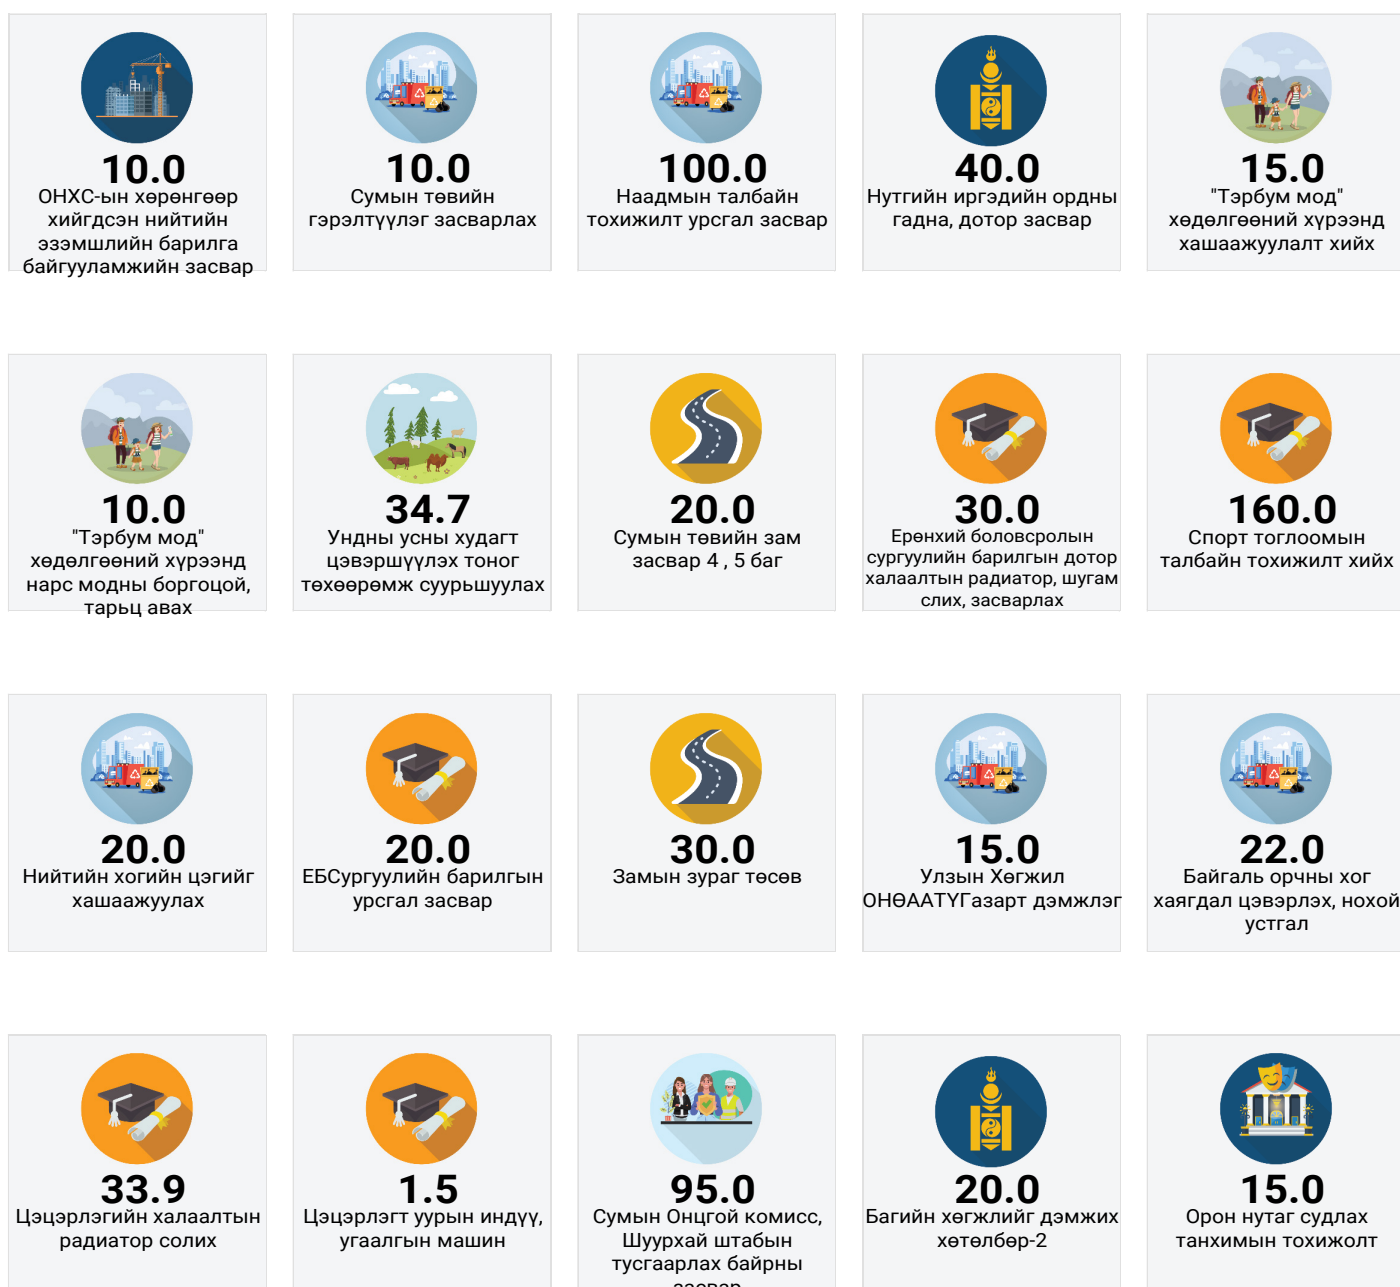 10.0
ОНХС-ын хөрөнгөөр
хийгдсэн нийтийн
эзэмшлийн барилга
байгууламжийн засвар
10.0
Сумын төвийн
гэрэлтүүлэг засварлах
100.0
Наадмын талбайн
тохижилт урсгал засвар
40.0
Нутгийн иргэдийн ордны
гадна, дотор засвар
15.0
"Тэрбум мод"
хөдөлгөөний хүрээнд
хашаажуулалт хийх
10.0
"Тэрбум мод"
хөдөлгөөний хүрээнд
нарс модны боргоцой,
тарьц авах
34.7
Ундны усны худагт
цэвэршүүлэх тоног
төхөөрөмж суурьшуулах
20.0
Сумын төвийн зам
засвар 4 , 5 баг
30.0
Ерөнхий боловсролын
сургуулийн барилгын дотор
халаалтын радиатор, шугам
слих, засварлах
160.0
Спорт тоглоомын
талбайн тохижилт хийх
20.0
Нийтийн хогийн цэгийг
хашаажуулах
20.0
ЕБСургуулийн барилгын
урсгал засвар
30.0
Замын зураг төсөв
15.0
Улзын Хөгжил
ОНӨААТҮГазарт дэмжлэг
22.0
Байгаль орчны хог
хаягдал цэвэрлэх, нохой
устгал
33.9
Цэцэрлэгийн халаалтын
радиатор солих
1.5
Цэцэрлэгт уурын индүү,
угаалгын машин
95.0
Сумын Онцгой комисс,
Шуурхай штабын
тусгаарлах байрны
засвар
20.0
Багийн хөгжлийг дэмжих
хөтөлбөр-2
15.0
Орон нутаг судлах
танхимын тохижолт